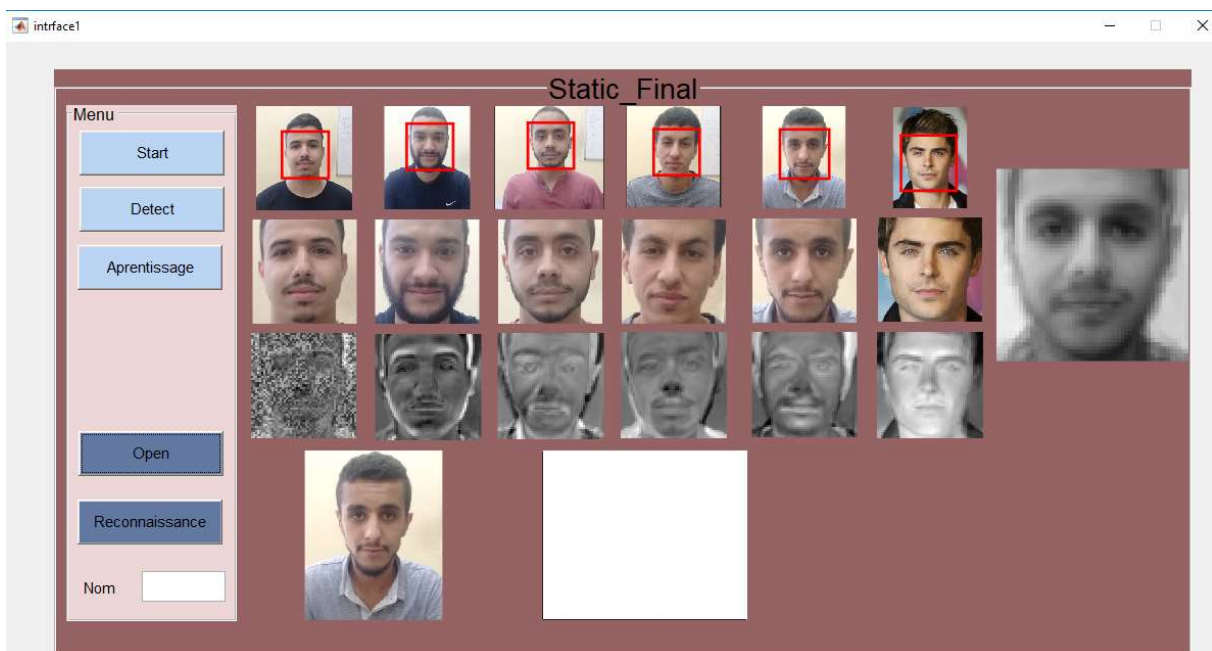 intrface1
Static_Final
Menu
Start
Detect
Aprentissage
Open
Reconnaissance
Nom